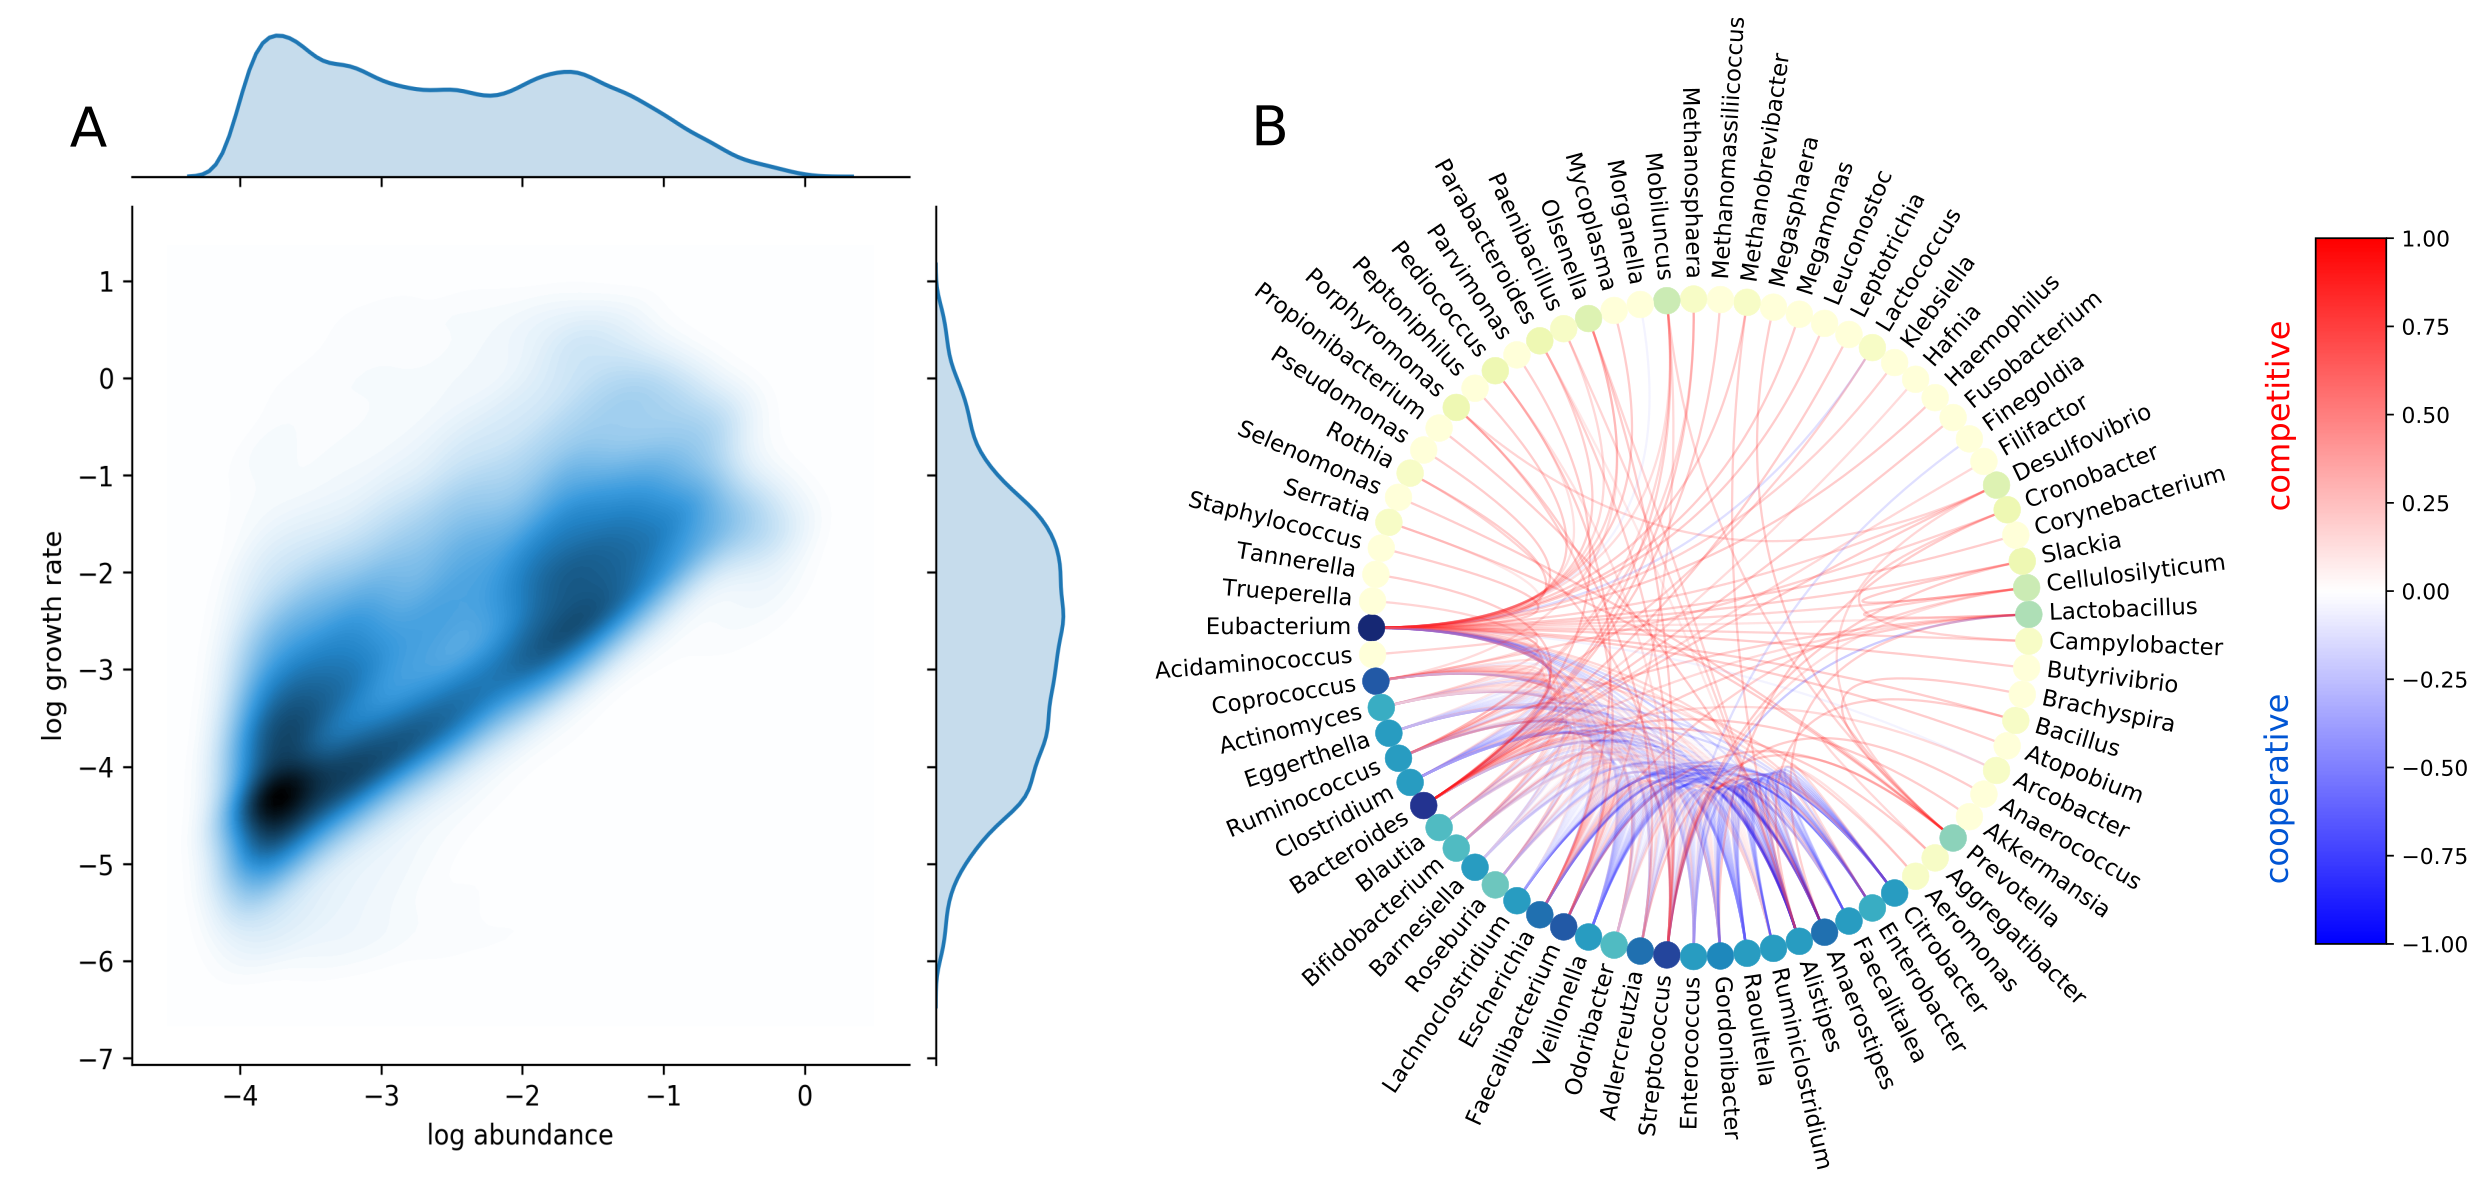 A
1
0
−1
−2
−3
−4
−5
−6
−7
log growth rate
−4
−3
−2
−1
0
log abundance
B
Methanosphaera
Methanomassiliicoccus
Methanobrevibacter
Megasphaera
Megamonas
Leuconostoc
Leptotrichia
Lactococcus
Klebsiella
Hafnia
Haemophilus
Fusobacterium
Finegoldia
Filifactor
Desulfovibrio
Cronobacter
Corynebacterium
Slackia
Cellulosilyticum
Lactobacillus
Campylobacter
Butyrivibrio
Brachyspira
Bacillus
Atopobium
Arcobacter
Anaerococcus
Akkermansia
Prevotella
Aggregatibacter
Aeromonas
Citrobacter
Enterobacter
Faecalitalea
Anaerostipes
Alistipes
Ruminiclostridium
Raoultella
Gordonibacter
Enterococcus
Streptococcus
Adlercreutzia
Odoribacter
Veillonella
Faecalibacterium
Escherichia
Lachnoclostridium
Roseburia
Barnesiella
Bifidobacterium
Blautia
Bacteroides
Clostridium
Ruminococcus
Eggerthella
Actinomyces
Coprococcus
Acidaminococcus
Eubacterium
Trueperella
Tannerella
Staphylococcus
Serratia
Selenomonas
Rothia
Pseudomonas
Propionibacterium
Porphyromonas
Peptoniphilus
Pediococcus
Parvimonas
Parabacteroides
Paenibacillus
Olsenella
Mycoplasma
Morganella
Mobiluncus
competitive
cooperative
1.00
0.75
0.50
0.25
0.00
−0.25
−0.50
−0.75
−1.00